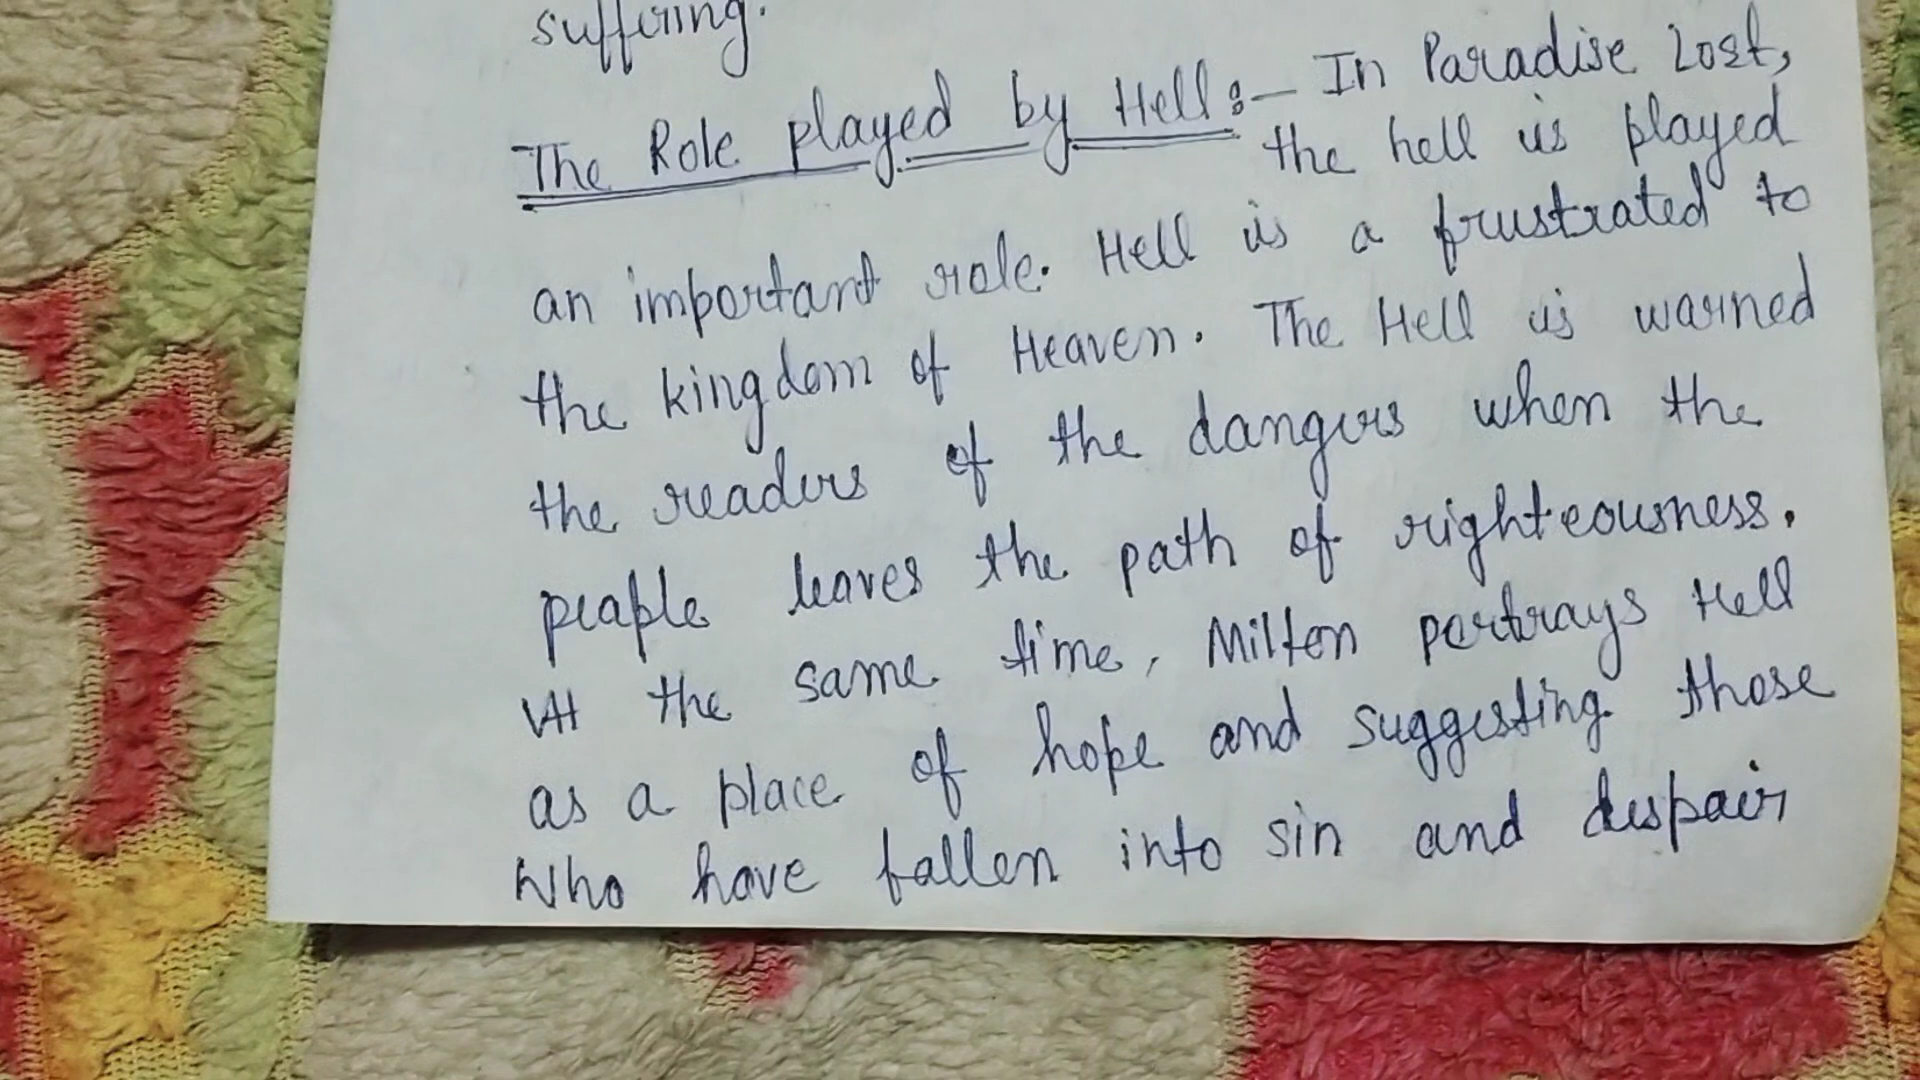 suffering.
The Role played by Hell :— In Paradise Lost,
the hell is played
an important role. Hell is a frustrated to
the kingdom of Heaven. The Hell is warned
the readers of the dangers when the
people leaves the path of righteousness.
At the same time, Milton portrays Hell
as a place of hope and suggesting those
who have fallen into sin and despair